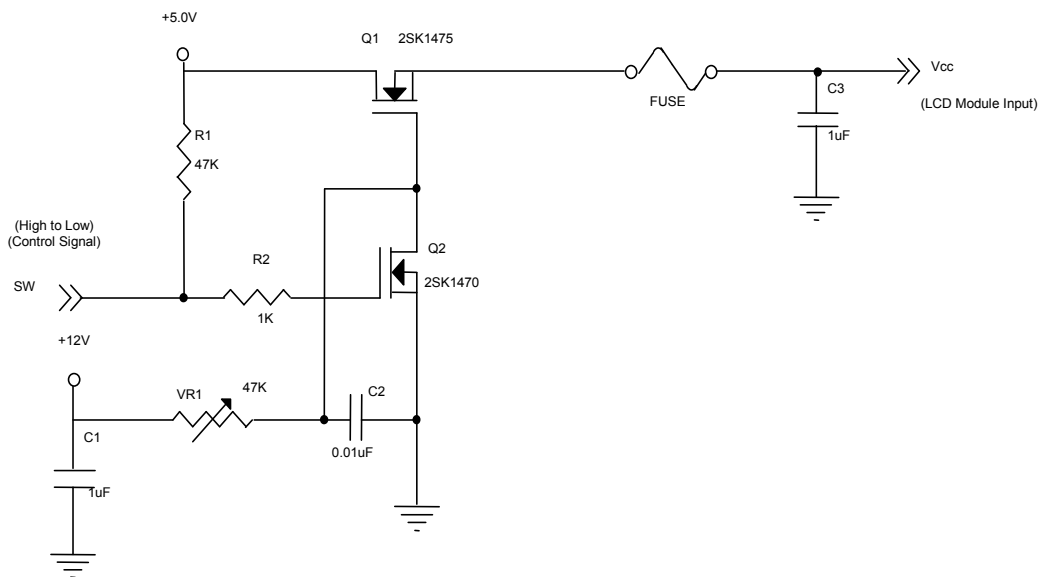 +5.0V
Q1 2SK1475
Vcc
FUSE
C3
(LCD Module Input)
1uF
R1
47K
(High to Low)
(Control Signal)
Q2
R2
2SK1470
SW
1K
+12V
VR1
47K
C2
C1
0.01uF
1uF